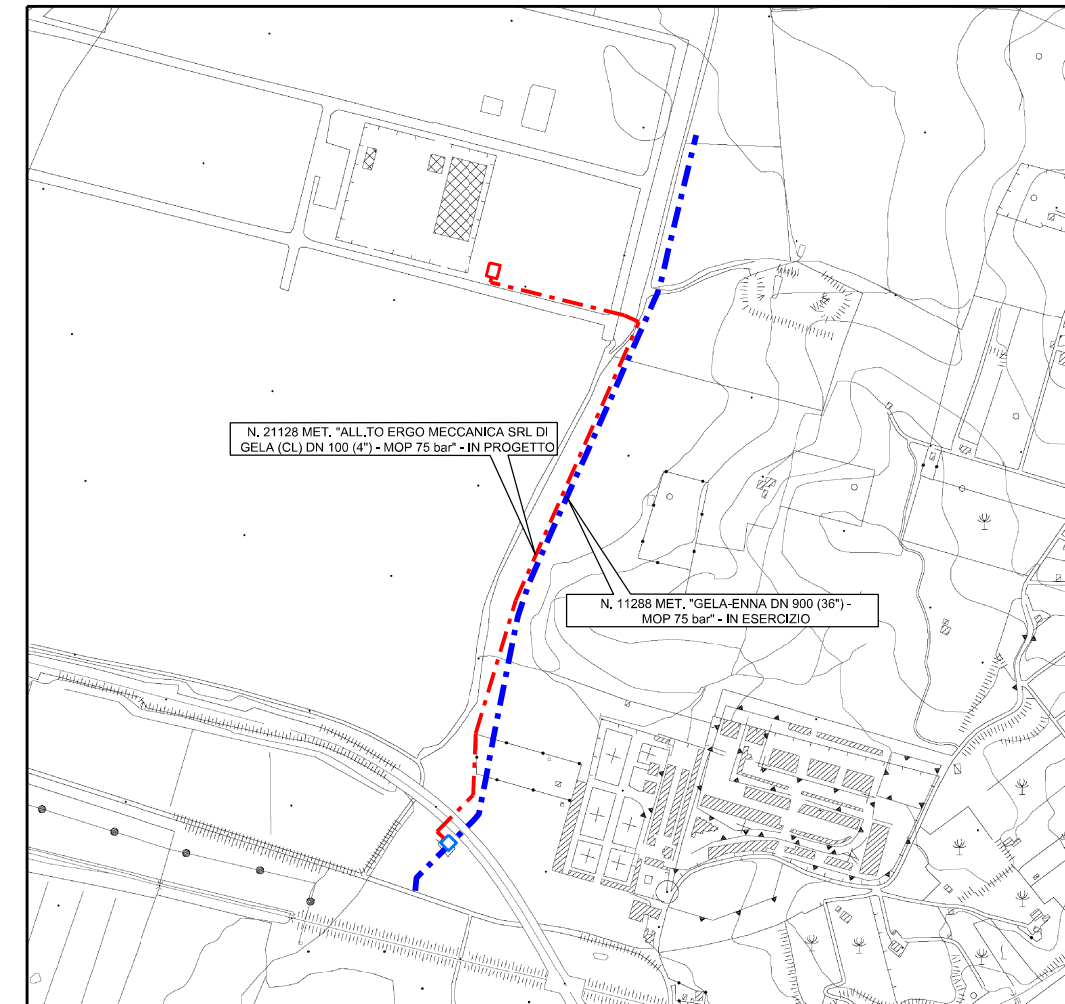 N. 21128 MET. "ALL.TO ERGO MECCANICA SRL DI
GELA (CL) DN 100 (4") - MOP 75 bar" - IN PROGETTO
N. 11288 MET. "GELA-ENNA DN 900 (36") -
MOP 75 bar" - IN ESERCIZIO